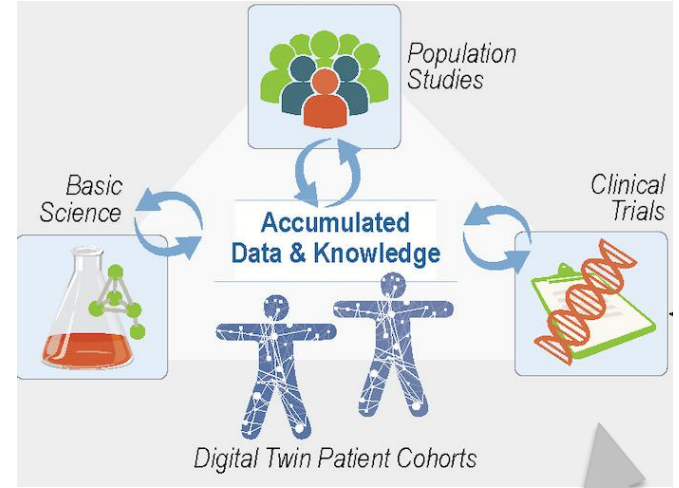 Population
Studies
Basic
Science
Clinical
Trials
Accumulated
Data & Knowledge
Digital Twin Patient Cohorts